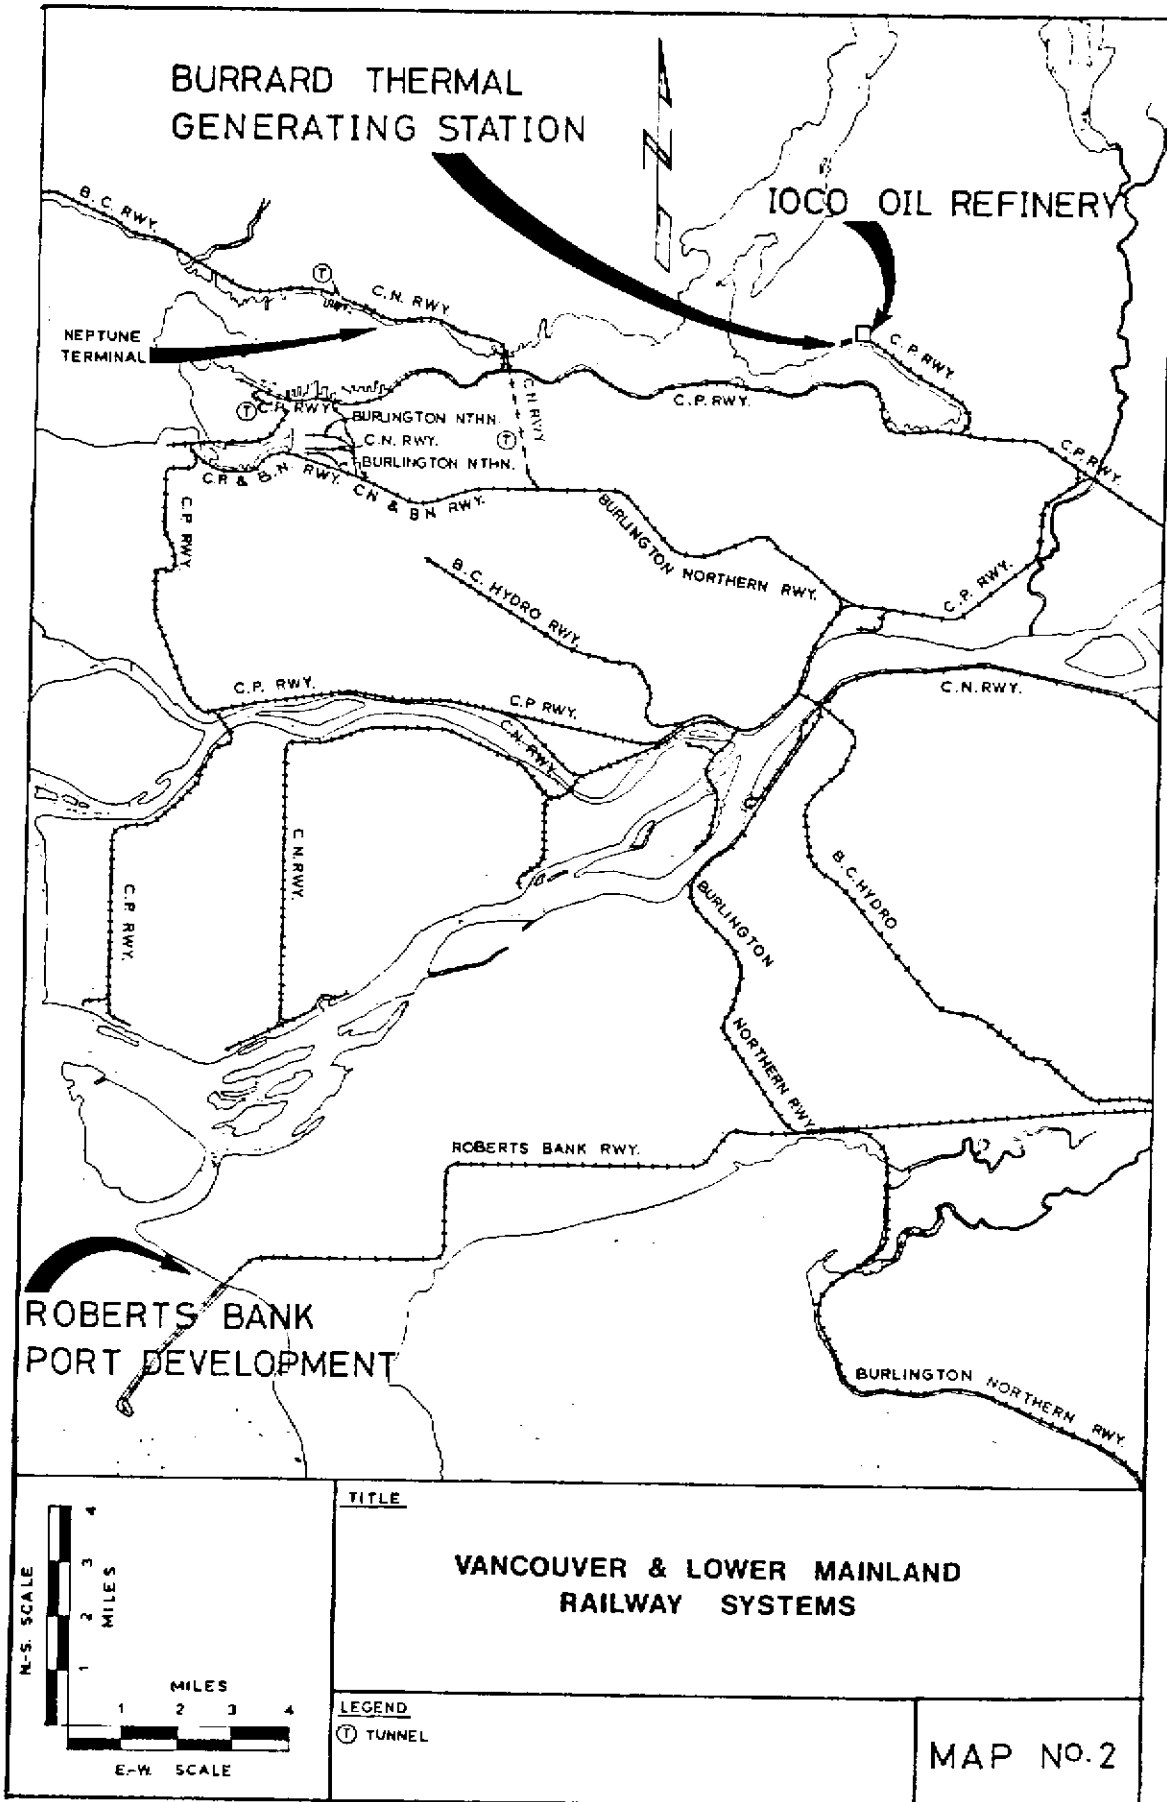 BURRARD THERMAL
GENERATING STATION
IOCO OIL REFINERY
B.C. RWY.
T
C.N. RWY.
NEPTUNE
TERMINAL
C.P. RWY
C.N. RWY
C.P. RWY.
T
C.P. RWY
BURLINGTON NTHN.
T
C.N. RWY.
BURLINGTON NTHN.
C.P. RWY.
C.P. & B.N. RWY.
C.N & B N RWY.
C.P. RWY
BURLINGTON NORTHERN RWY.
B.C. HYDRO RWY.
C.P. RWY.
C.P. RWY.
C.P RWY.
C.N. RWY.
C.N. RWY.
C.N. RWY.
C.P. RWY.
B.C. HYDRO
BURLINGTON
NORTHERN RWY.
ROBERTS BANK RWY.
ROBERTS BANK
PORT DEVELOPMENT
BURLINGTON NORTHERN RWY.
N-S. SCALE
1 2 3 4
MILES
MILES
1 2 3 4
E-W. SCALE
TITLE
VANCOUVER & LOWER MAINLAND
RAILWAY SYSTEMS
LEGEND
T TUNNEL
MAP NO. 2